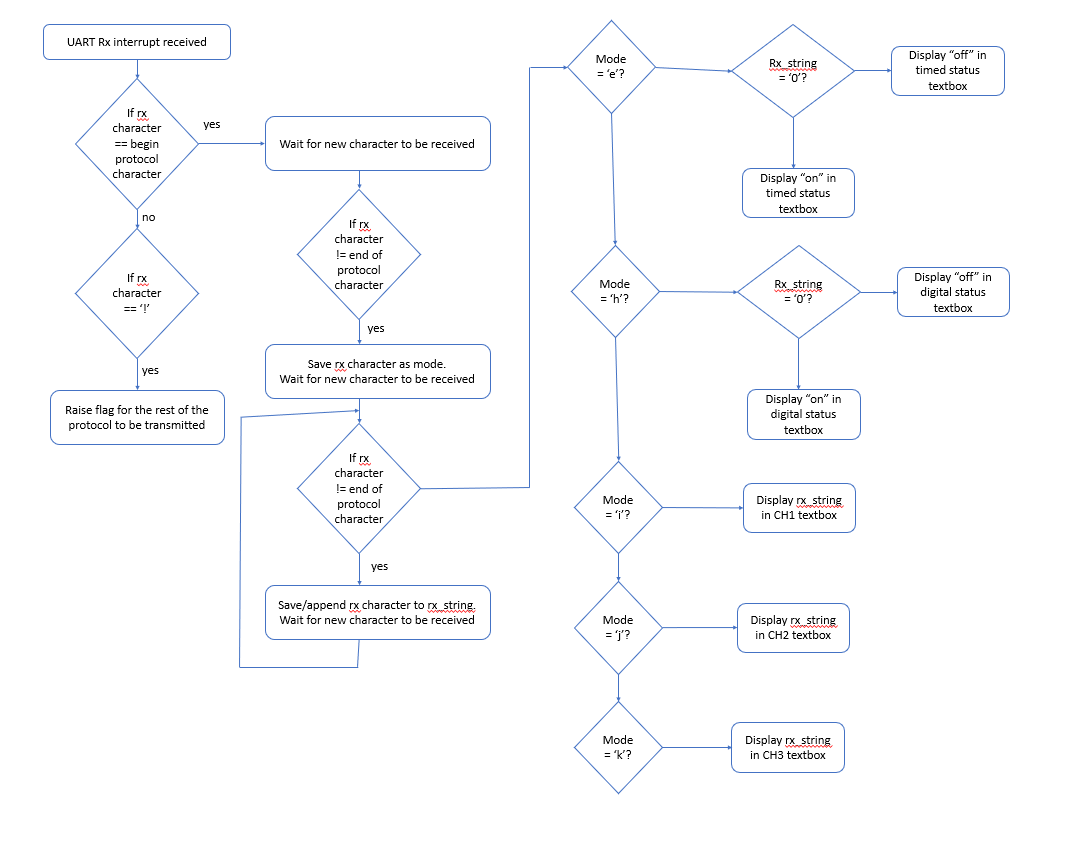 UART Rx interrupt received
If rx
character
== begin
protocol
character
yes
no
If rx
character
== ‘!’
yes
Raise flag for the rest of the
protocol to be transmitted
Wait for new character to be received
If rx
character
!= end of
protocol
character
yes
Save rx character as mode.
Wait for new character to be received
If rx
character
!= end of
protocol
character
yes
Save/append rx character to rx_string.
Wait for new character to be received
Mode
= ‘e’?
Rx_string
= ‘0’?
Display “off” in
timed status
textbox
Display “on” in
timed status
textbox
Mode
= ‘h’?
Rx_string
= ‘0’?
Display “off” in
digital status
textbox
Display “on” in
digital status
textbox
Mode
= ‘i’?
Display rx_string
in CH1 textbox
Mode
= ‘j’?
Display rx_string
in CH2 textbox
Mode
= ‘k’?
Display rx_string
in CH3 textbox